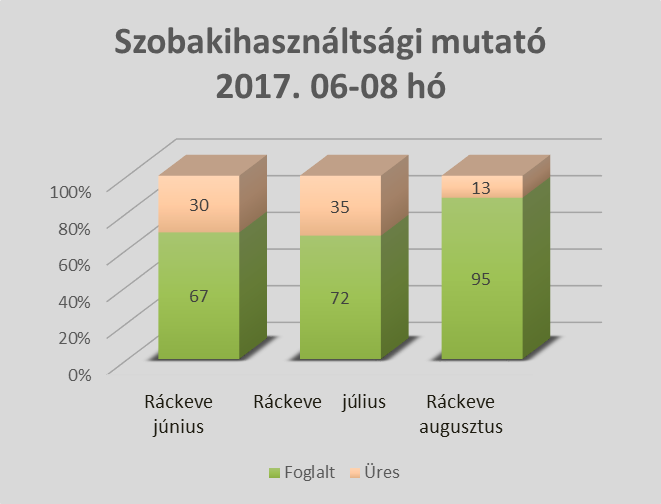 Szobakihasználtsági mutató
2017. 06-08 hó
100%
80%
60%
40%
20%
0%
30
35
13
67
72
95
Ráckeve június
Ráckeve július
Ráckeve augusztus
Foglalt
Üres